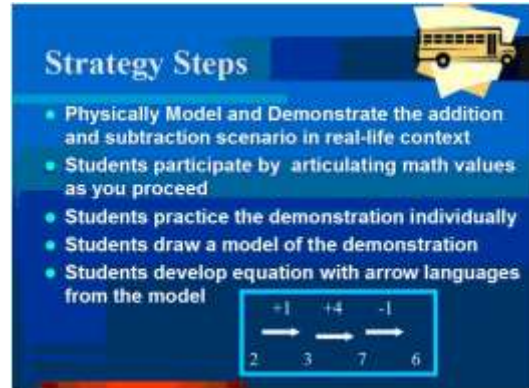 Strategy Steps
Physically Model and Demonstrate the addition
and subtraction scenario in real-life context
Students participate by articulating math values
as you proceed
Students practice the demonstration individually
Students draw a model of the demonstration
Students develop equation with arrow languages
from the model
+1 +4 -1
2 3 7 6